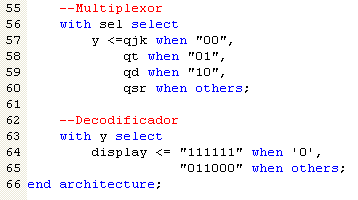 55 --Multiplexor
56 with sel select
57 y <=qjk when "00",
58 qt when "01",
59 qd when "10",
60 qsr when others;
61
62 --Decodificador
63 with y select
64 display <= "111111" when '0',
65 "011000" when others;
66 end architecture;